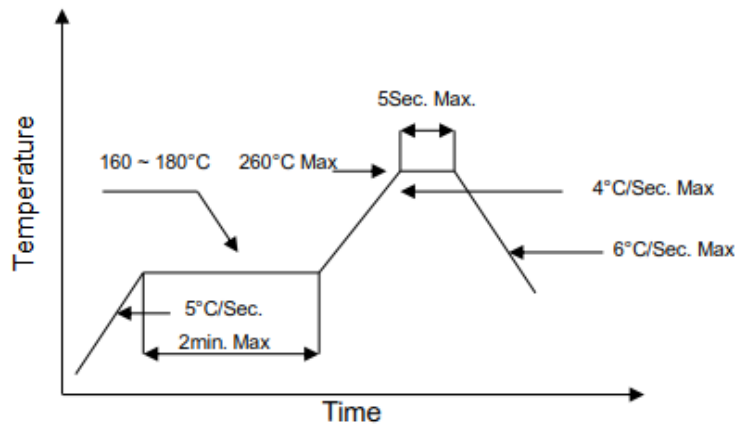 5Sec. Max.
160 ~ 180°C 260°C Max
4°C/Sec. Max
6°C/Sec. Max
Temperature
5°C/Sec.
2min. Max
Time